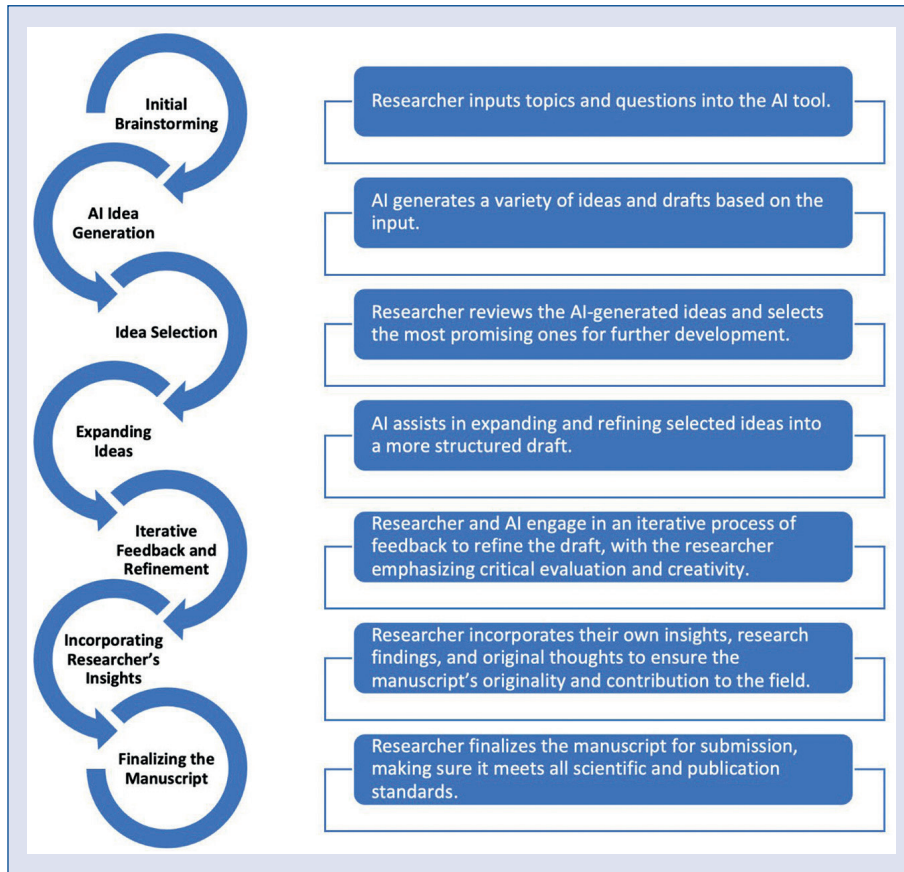 Initial
Brainstorming
Researcher inputs topics and questions into the AI tool.
AI Idea
Generation
AI generates a variety of ideas and drafts based on the
input.
Idea Selection
Researcher reviews the AI-generated ideas and selects
the most promising ones for further development.
Expanding
Ideas
AI assists in expanding and refining selected ideas into
a more structured draft.
Iterative
Feedback and
Refinement
Researcher and AI engage in an iterative process of
feedback to refine the draft, with the researcher
emphasizing critical evaluation and creativity.
Incorporating
Researcher’s
Insights
Researcher incorporates their own insights, research
findings, and original thoughts to ensure the
manuscript’s originality and contribution to the field.
Finalizing the
Manuscript
Researcher finalizes the manuscript for submission,
making sure it meets all scientific and publication
standards.